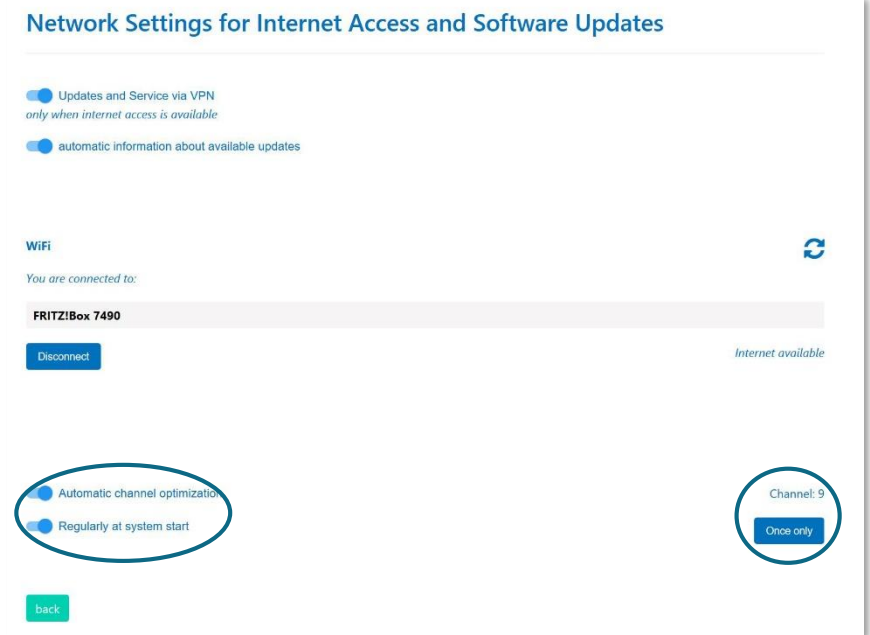 Network Settings for Internet Access and Software Updates
Updates and Service via VPN
only when internet access is available
automatic information about available updates
WiFi
You are connected to:
FRITZ!Box 7490
Disconnect
Internet available
Automatic channel optimization
Channel: 9
Regularly at system start
Once only
back